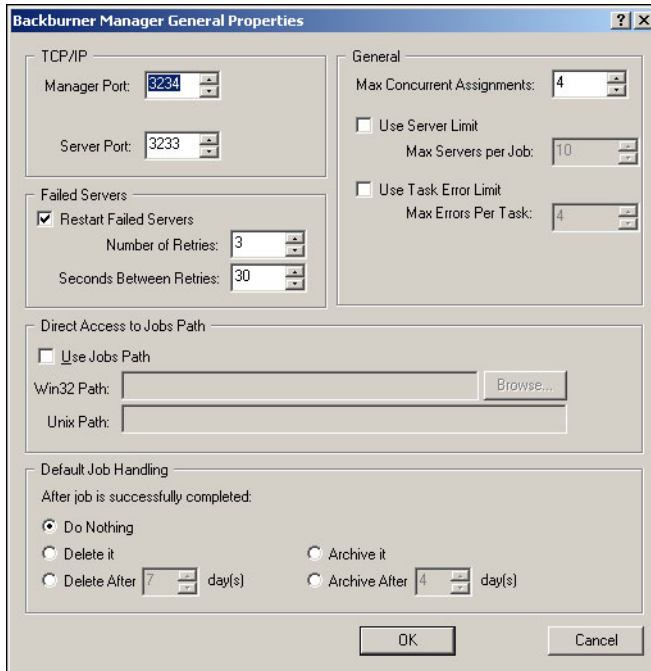 Backburner Manager General Properties
TCP/IP
Manager Port: 3234
Server Port: 3233
General
Max Concurrent Assignments: 4
Use Server Limit
Max Servers per Job: 10
Use Task Error Limit
Max Errors Per Task: 4
Failed Servers
Restart Failed Servers
Number of Retries: 3
Seconds Between Retries: 30
Direct Access to Jobs Path
Use Jobs Path
Win32 Path:
Browse...
Unix Path:
Default Job Handling
After job is successfully completed:
Do Nothing
Delete it
Archive it
Delete After 7 day(s)
Archive After 4 day(s)
OK
Cancel